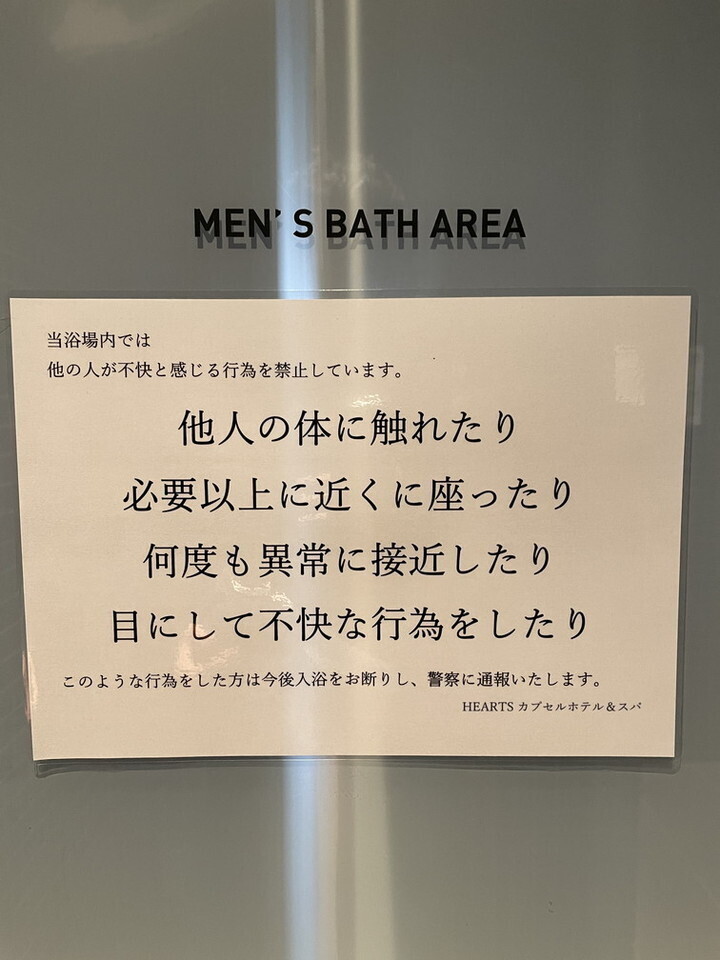 MEN'S BATH AREA
当浴場内では
他の人が不快と感じる行為を禁止しています。
他人の体に触れたり
必要以上に近くに座ったり
何度も異常に接近したり
目にして不快な行為をしたり
このような行為をした方は今後入浴をお断りし、警察に通報いたします。
HEARTS カプセルホテル＆スパ